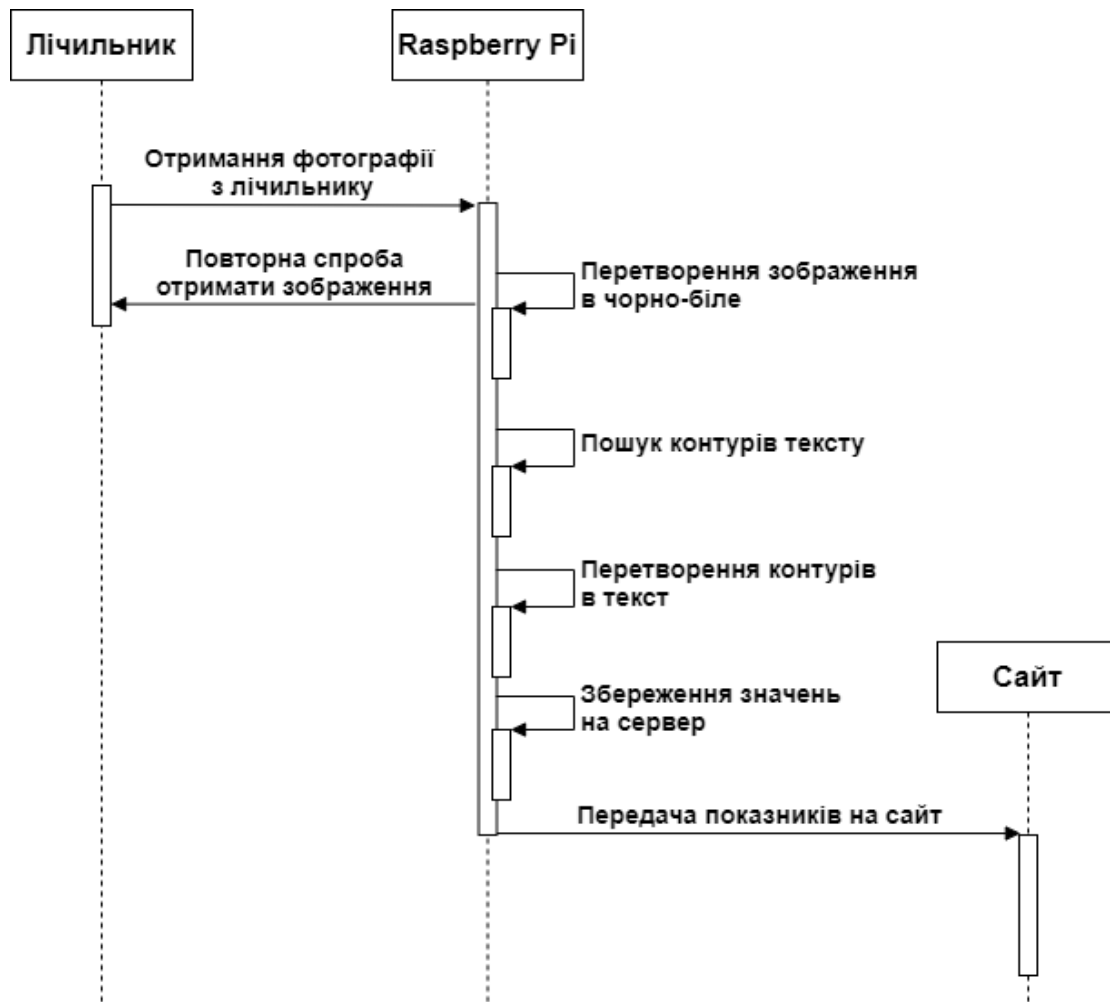 Лічильник
Raspberry Pi
Отримання фотографії
з лічильнику
Повторна спроба
отримати зображення
Перетворення зображення
в чорно-біле
Пошук контурів тексту
Перетворення контурів
в текст
Збереження значень
на сервер
Сайт
Передача показників на сайт